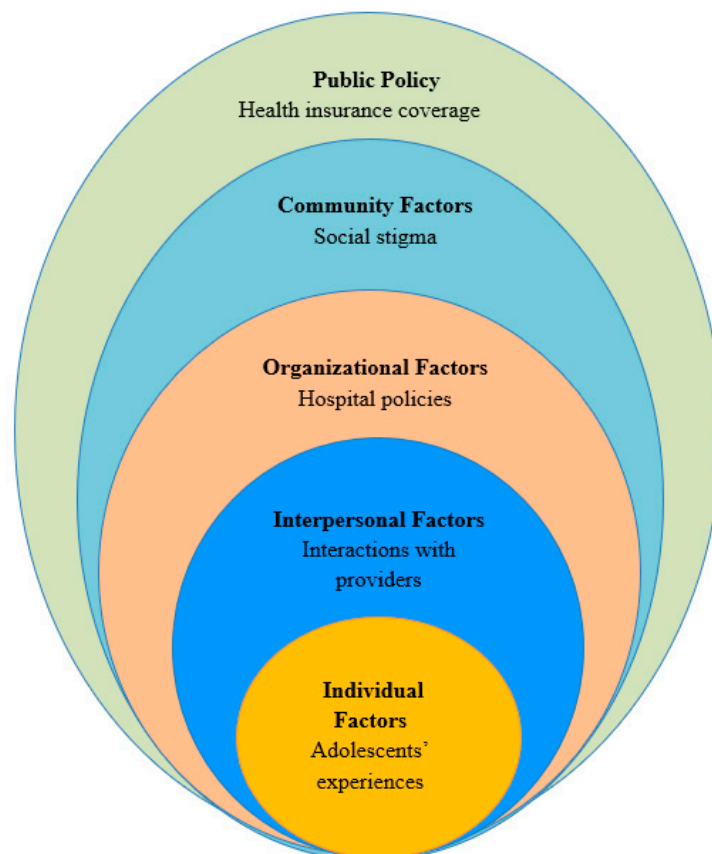 Public Policy
Health insurance coverage
Community Factors
Social stigma
Organizational Factors
Hospital policies
Interpersonal Factors
Interactions with
providers
Individual
Factors
Adolescents’
experiences